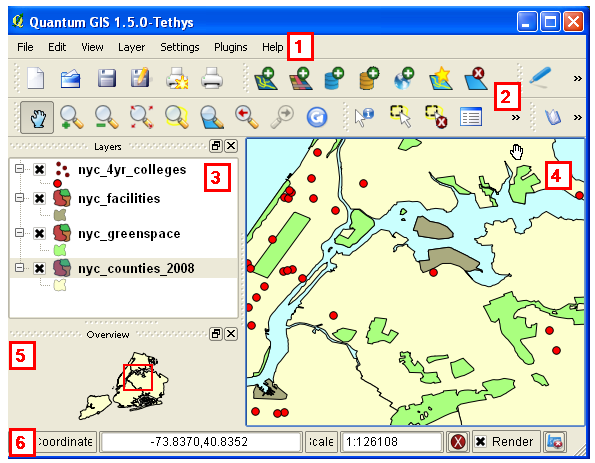 Quantum GIS 1.5.0-Tethys
File Edit View Layer Settings Plugins Help 1
» 
2 » »
Layers
3
nyc_4yr_colleges
nyc_facilities
nyc_greenspace
nyc_counties_2008
4
Overview
5
6 Coordinate -73.8370,40.8352 Scale 1:126108 Render